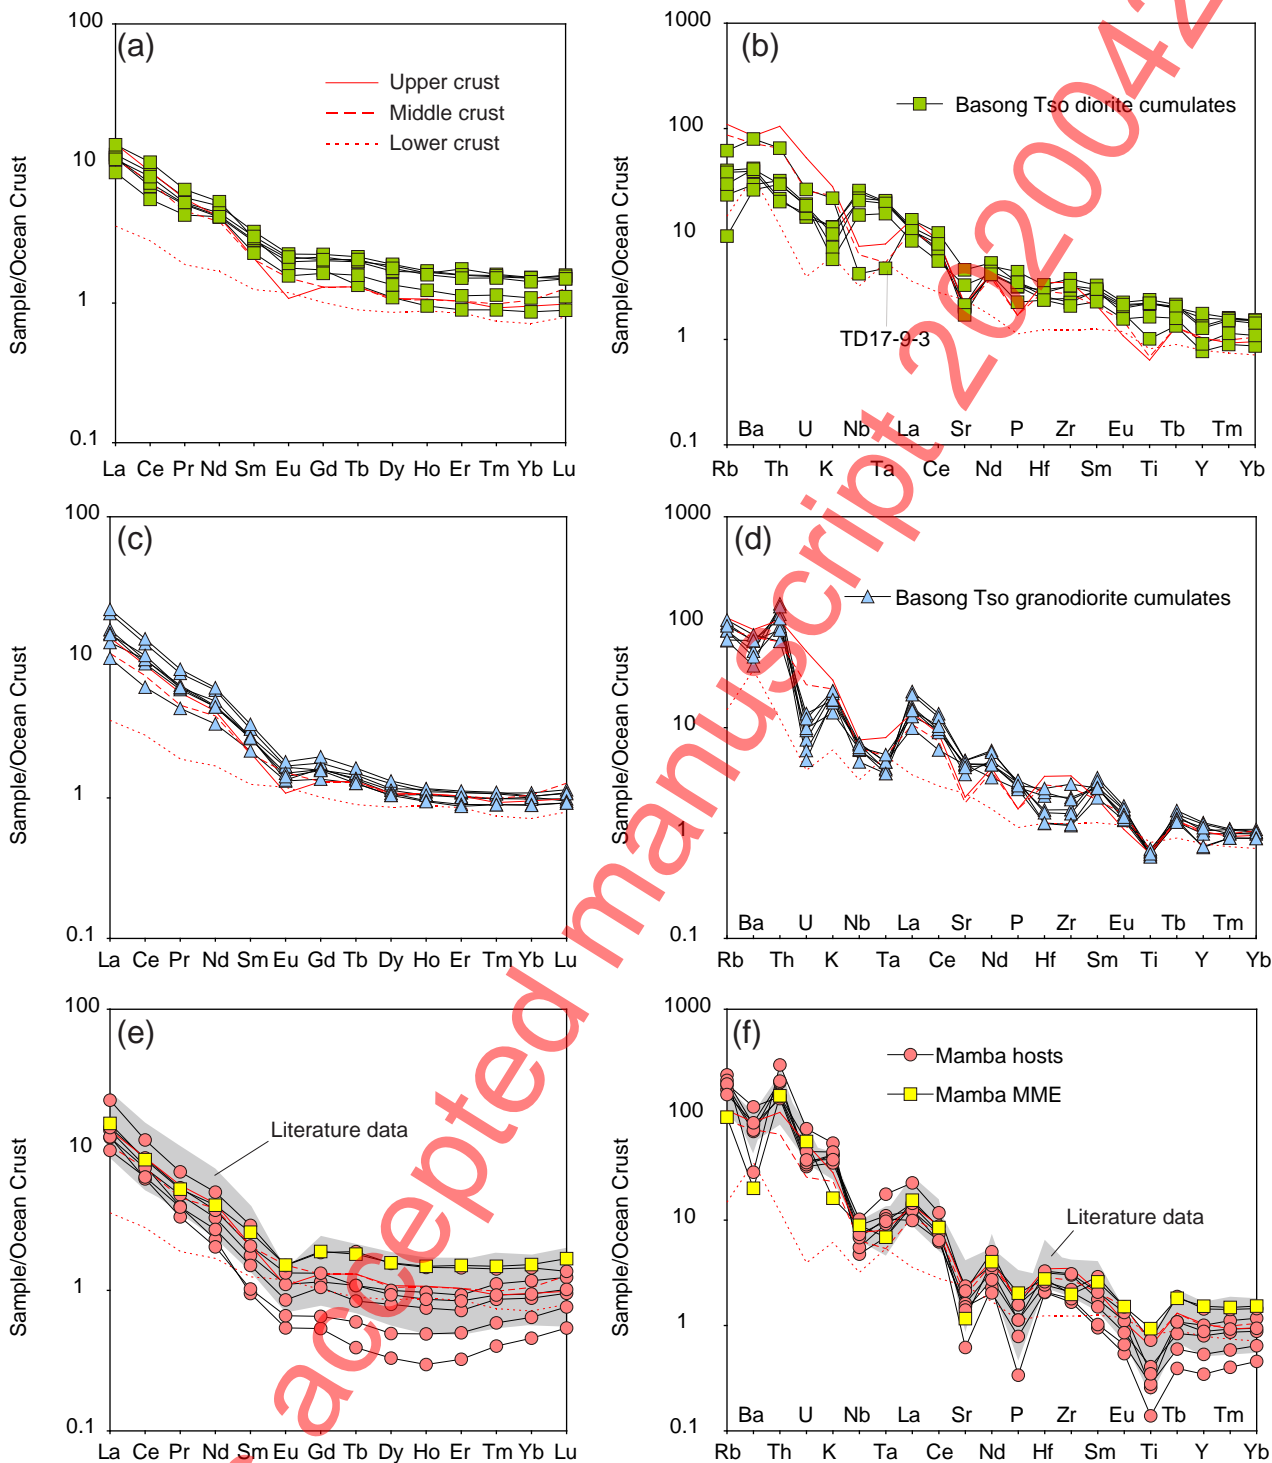 (a)
100
10
1
0.1
Sample/Ocean Crust
Upper crust
Middle crust
Lower crust
La Ce Pr Nd Sm Eu Gd Tb Dy Ho Er Tm Yb Lu
(b)
1000
100
10
1
0.1
Sample/Ocean Crust
Basong Tso diorite cumulates
TD17-9-3
Ba U Nb La Sr P Zr Eu Tb Tm
Rb Th K Ta Ce Nd Hf Sm Ti Y Yb
(c)
100
10
1
0.1
Sample/Ocean Crust
La Ce Pr Nd Sm Eu Gd Tb Dy Ho Er Tm Yb Lu
(d)
1000
100
10
1
0.1
Sample/Ocean Crust
Basong Tso granodiorite cumulates
Ba U Nb La Sr P Zr Eu Tb Tm
Rb Th K Ta Ce Nd Hf Sm Ti Y Yb
(e)
100
10
1
0.1
Sample/Ocean Crust
Literature data
La Ce Pr Nd Sm Eu Gd Tb Dy Ho Er Tm Yb Lu
(f)
1000
100
10
1
0.1
Sample/Ocean Crust
Mamba hosts
Mamba MME
Literature data
Ba U Nb La Sr P Zr Eu Tb Tm
Rb Th K Ta Ce Nd Hf Sm Ti Y Yb
accepted manuscript